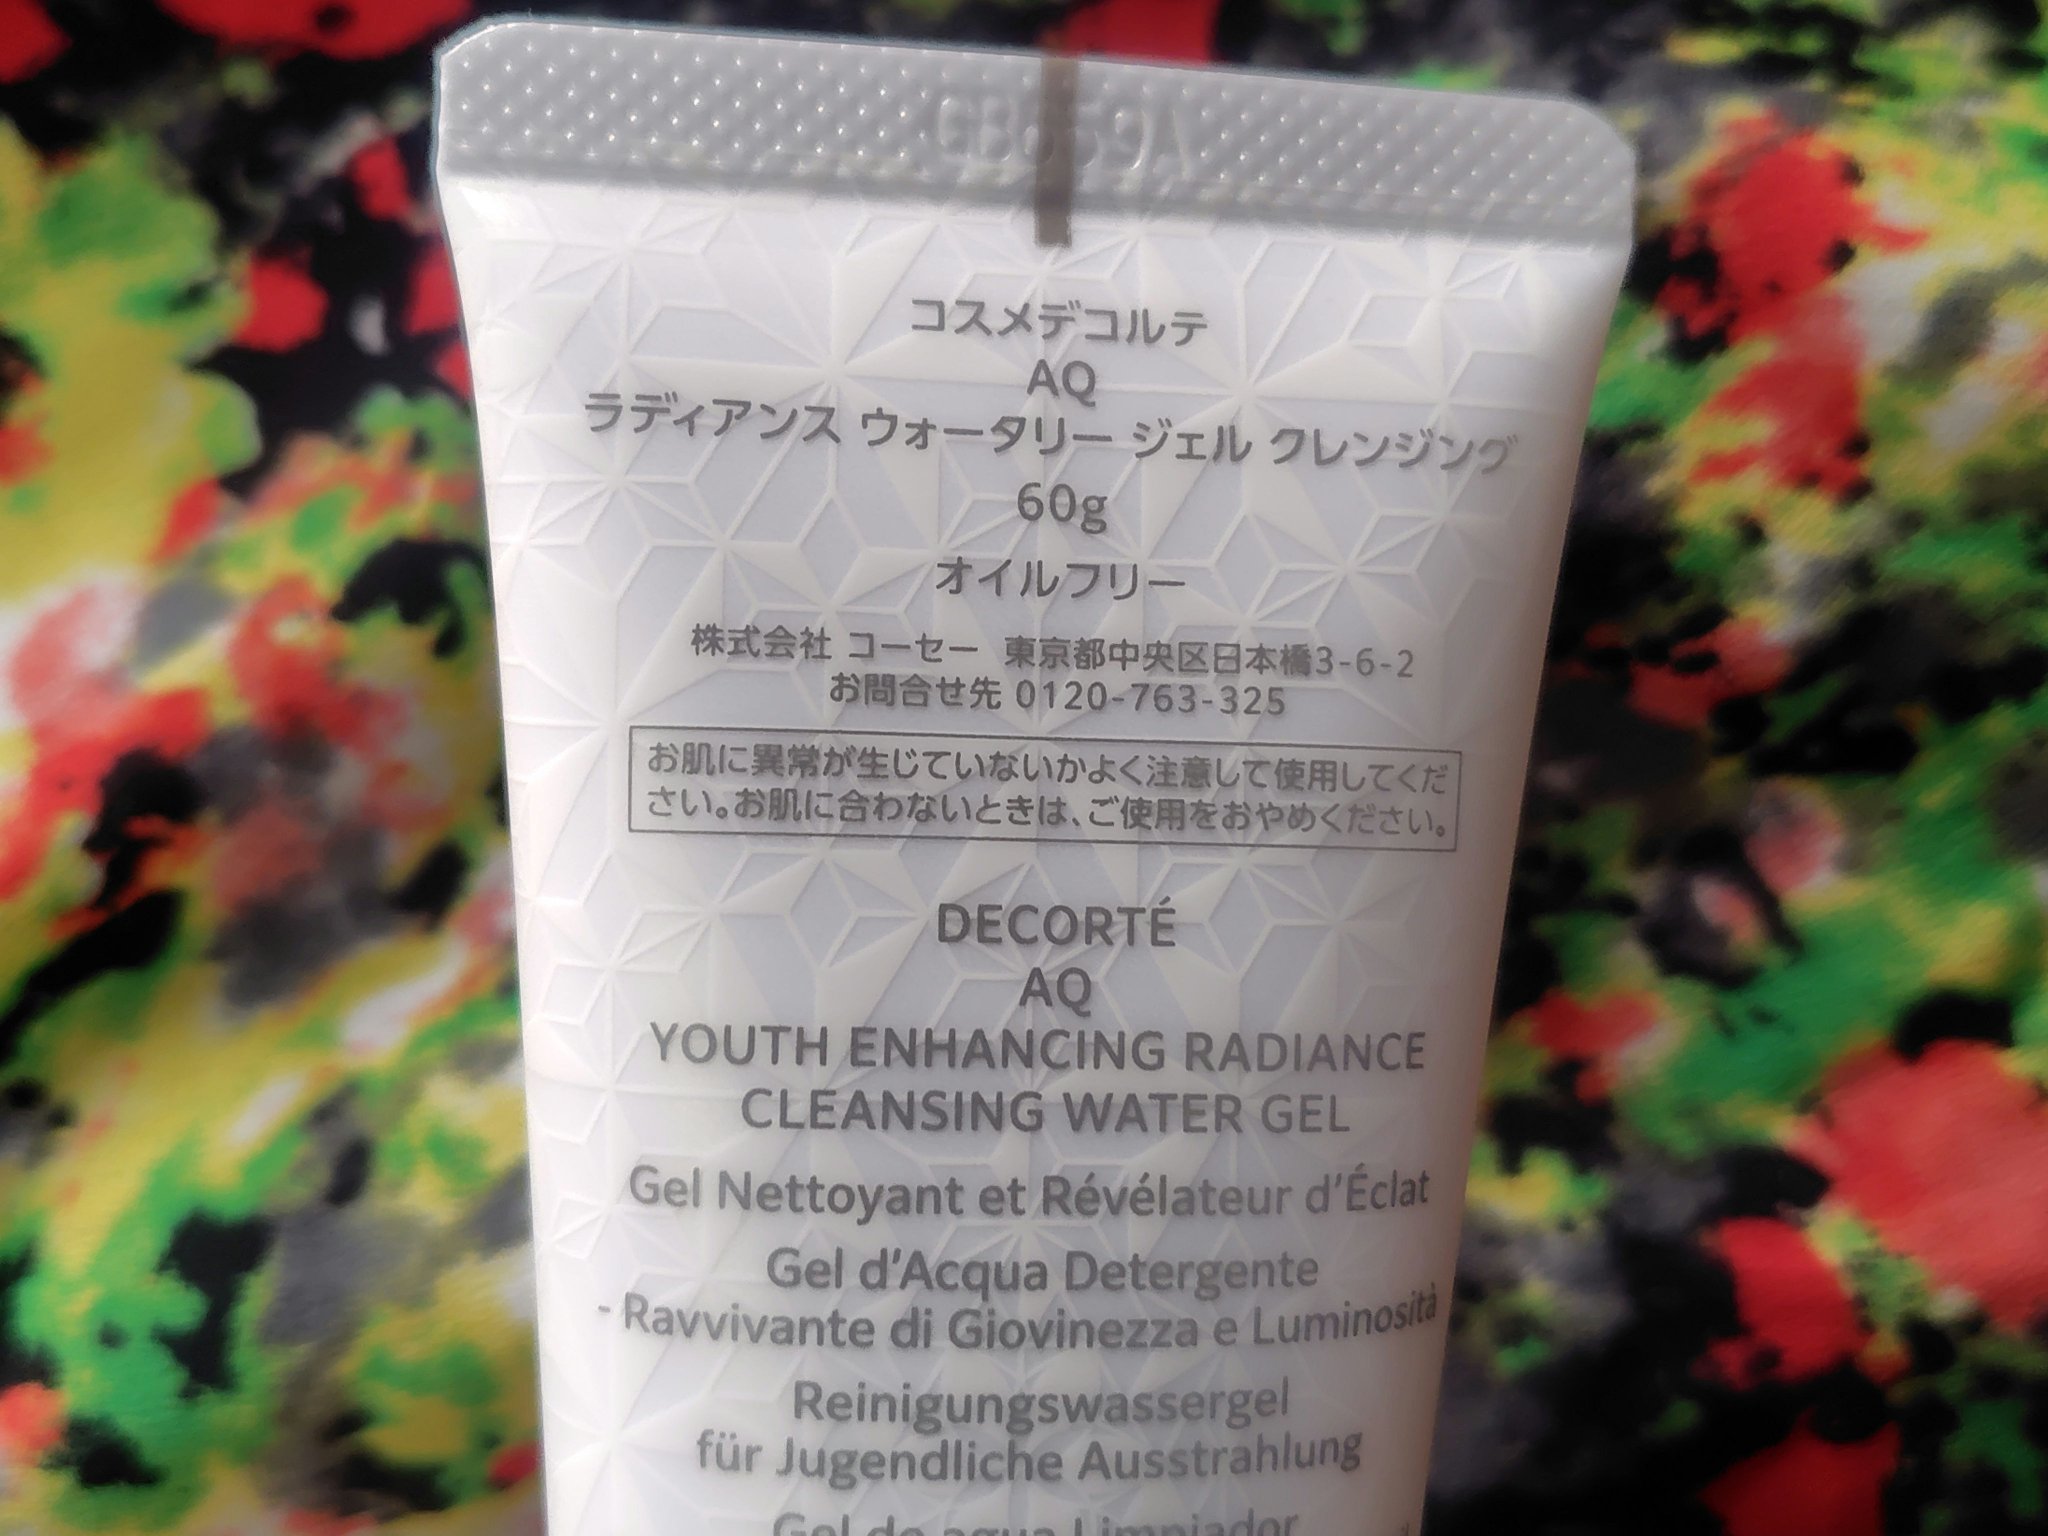 コスメデコルテ
AQ
ラディアンス ウォータリー ジェル クレンジング
60g
オイルフリー
株式会社 コーセー 東京都中央区日本橋3-6-2
お問合せ先 0120-763-325
お肌に異常が生じていないかよく注意して使用してくだ
さい。お肌に合わないときは、ご使用をおやめください。
DECORTÉ
AQ
YOUTH ENHANCING RADIANCE
CLEANSING WATER GEL
Gel Nettoyant et Révélateur d'Éclat
Gel d'Acqua Detergente
- Ravvivante di Giovinezza e Luminosità
Reinigungswassergel
für Jugendliche Ausstrahlung
Gel de agua Limpiador